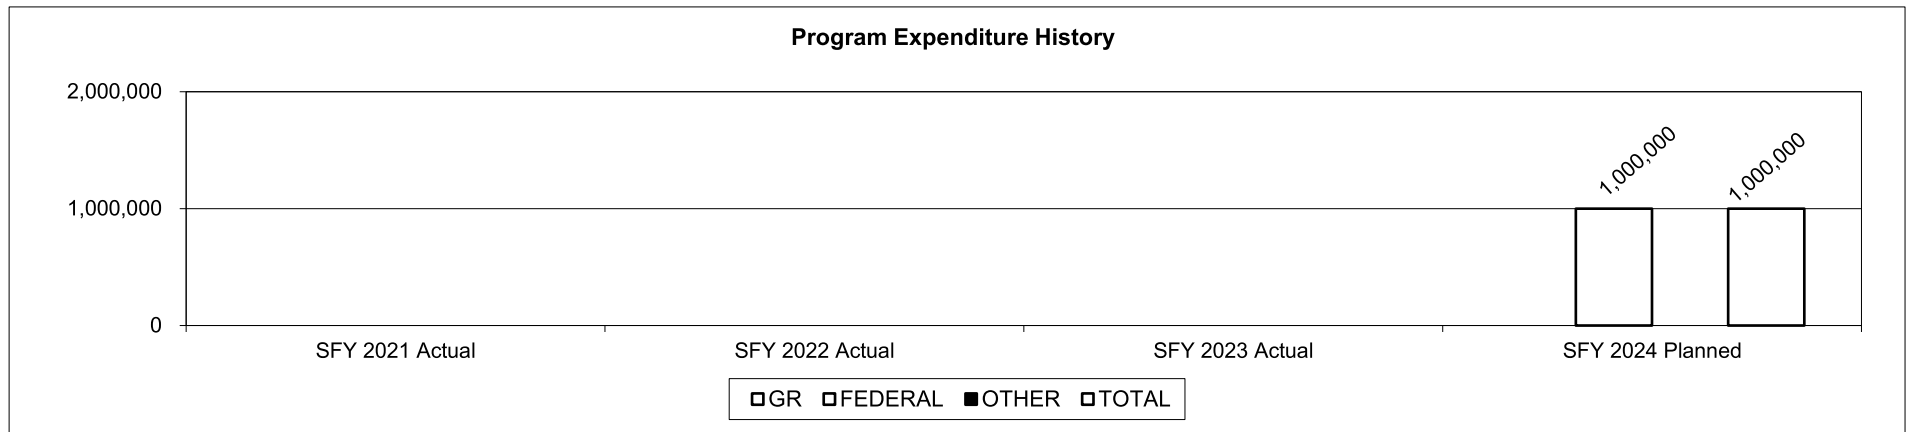 Program Expenditure History
2,000,000
1,000,000
0
1,000,000
1,000,000
SFY 2021 Actual
SFY 2022 Actual
SFY 2023 Actual
SFY 2024 Planned
GR FEDERAL OTHER TOTAL